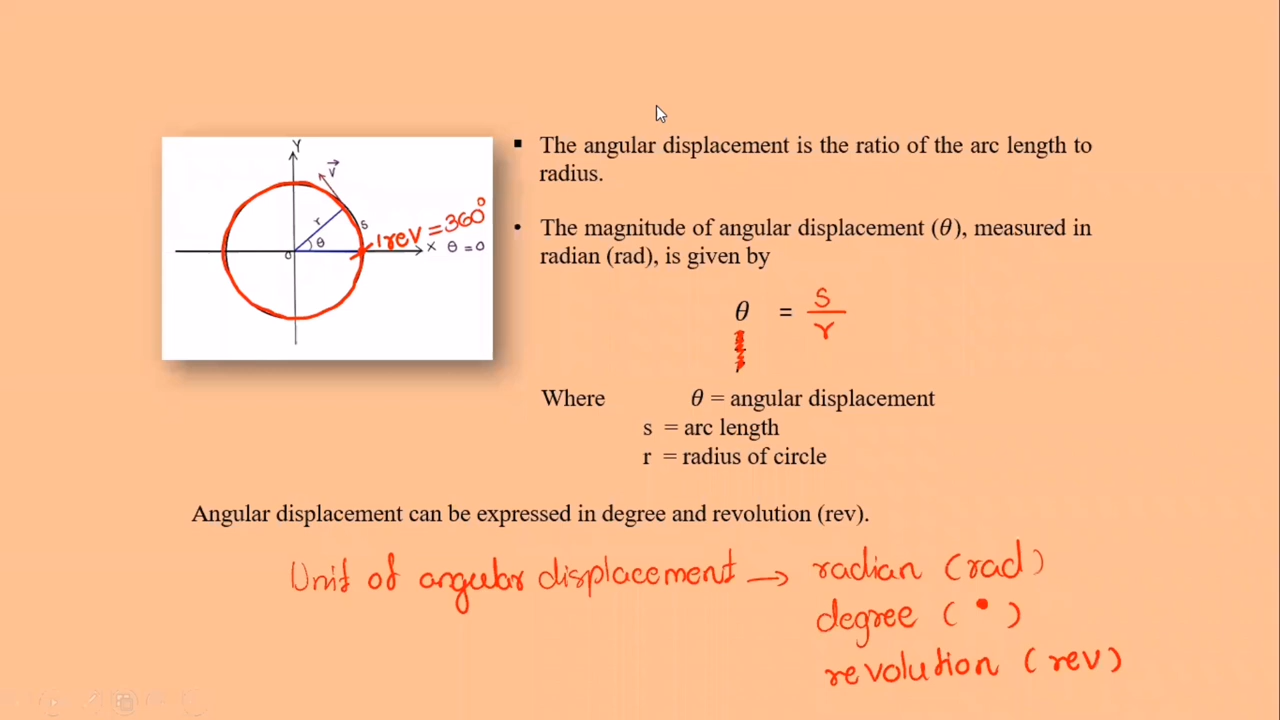 Y
v
r
s
θ
o
1rev = 360°
X θ = 0
▪ The angular displacement is the ratio of the arc length to
radius.
• The magnitude of angular displacement (θ), measured in
radian (rad), is given by
θ = s/r
Where θ = angular displacement
s = arc length
r = radius of circle
Angular displacement can be expressed in degree and revolution (rev).
Unit of angular displacement → radian (rad)
degree ( • )
revolution (rev)